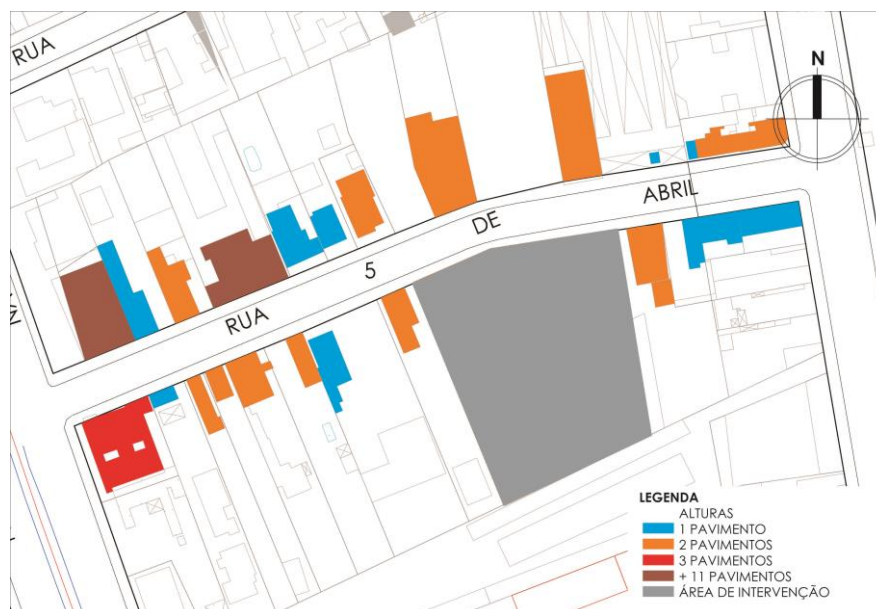 RUA
N
ABRIL
DE
5
RUA
LEGENDA
ALTURAS
1 PAVIMENTO
2 PAVIMENTOS
3 PAVIMENTOS
+ 11 PAVIMENTOS
ÁREA DE INTERVENÇÃO